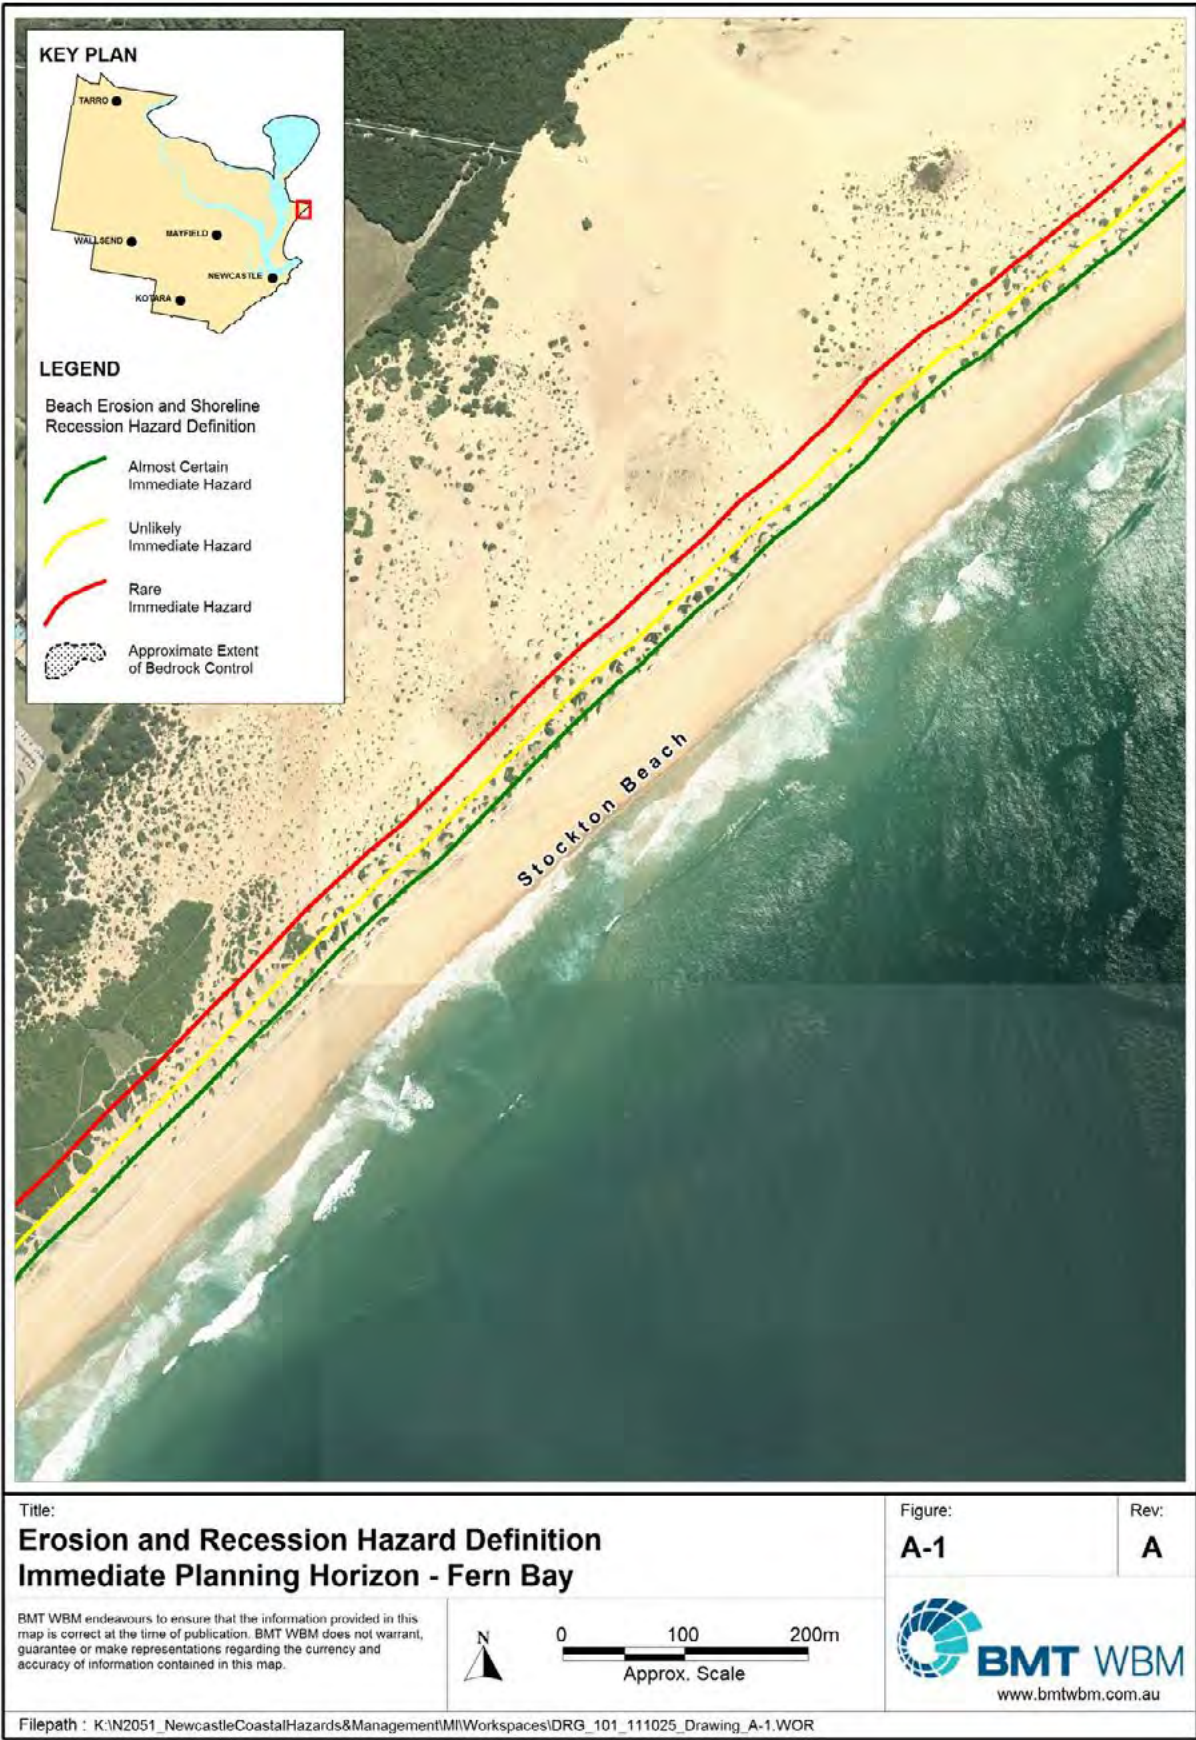 KEY PLAN
TARRO
WALLSEND
MAYFIELD
NEWCASTLE
KOTARA
LEGEND
Beach Erosion and Shoreline
Recession Hazard Definition
Almost Certain
Immediate Hazard
Unlikely
Immediate Hazard
Rare
Immediate Hazard
Approximate Extent
of Bedrock Control
Stockton Beach
Title:
Erosion and Recession Hazard Definition
Immediate Planning Horizon - Fern Bay
Figure:
A-1
Rev:
A
BMT WBM endeavours to ensure that the information provided in this
map is correct at the time of publication. BMT WBM does not warrant,
guarantee or make representations regarding the currency and
accuracy of information contained in this map.
N
0 100 200m
Approx. Scale
BMT WBM
www.bmtwbm.com.au
Filepath : K:\N2051_NewcastleCoastalHazards&Management\MI\Workspaces\DRG_101_111025_Drawing_A-1.WOR